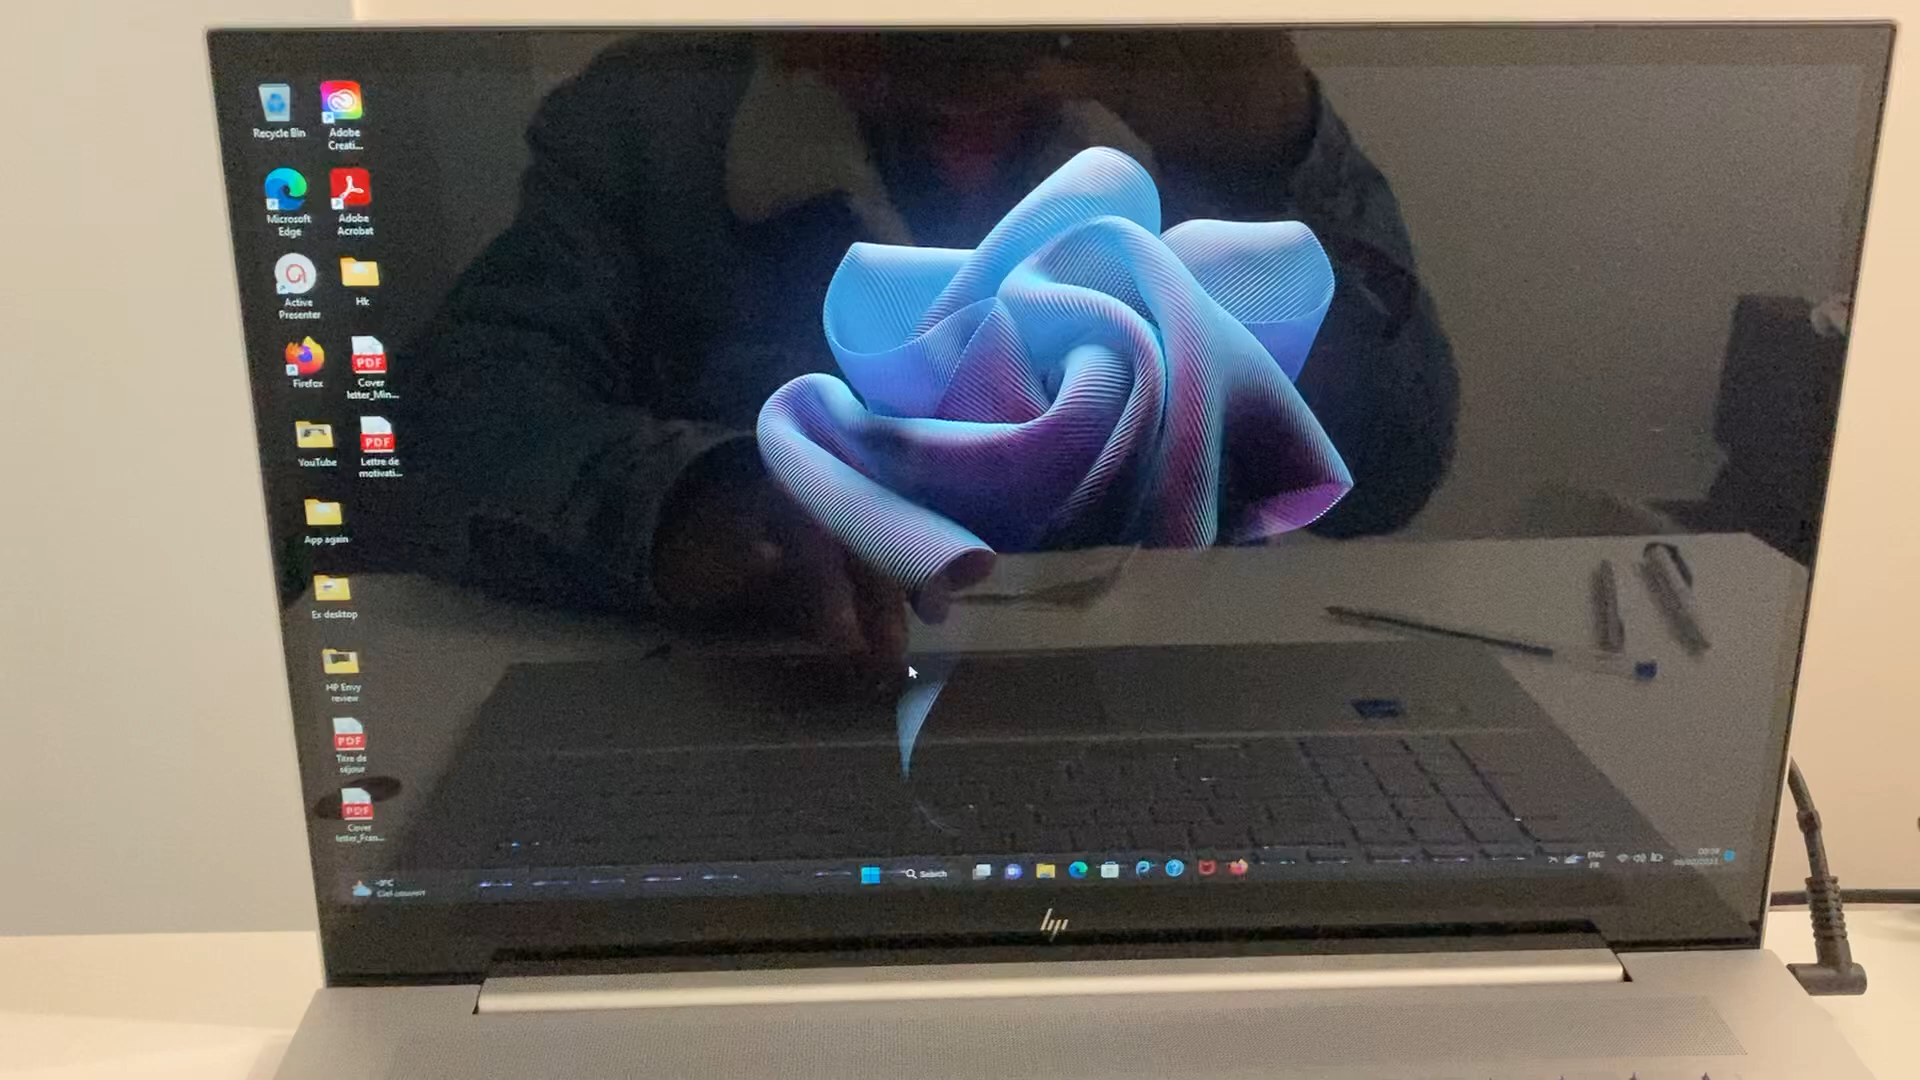 Recycle Bin
Adobe
Creati...
Microsoft
Edge
Adobe
Acrobat
Active
Presenter
Hk
Firefox
PDF
Cover
letter_Min...
YouTube
PDF
Lettre de
motivati...
App again
Ex desktop
HP Envy
review
PDF
Titre de
séjour
PDF
Cover
letter_Fran...
Search
ENG
FR
hp